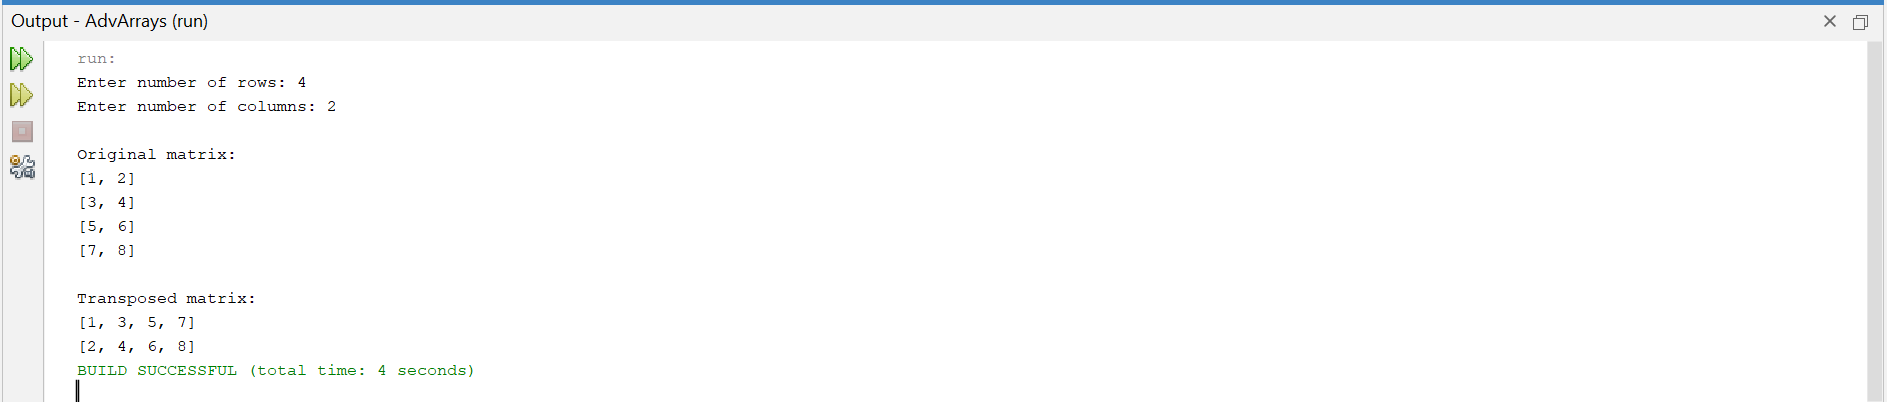 Output - AdvArrays (run)
run:
Enter number of rows: 4
Enter number of columns: 2
Original matrix:
[1, 2]
[3, 4]
[5, 6]
[7, 8]
Transposed matrix:
[1, 3, 5, 7]
[2, 4, 6, 8]
BUILD SUCCESSFUL (total time: 4 seconds)